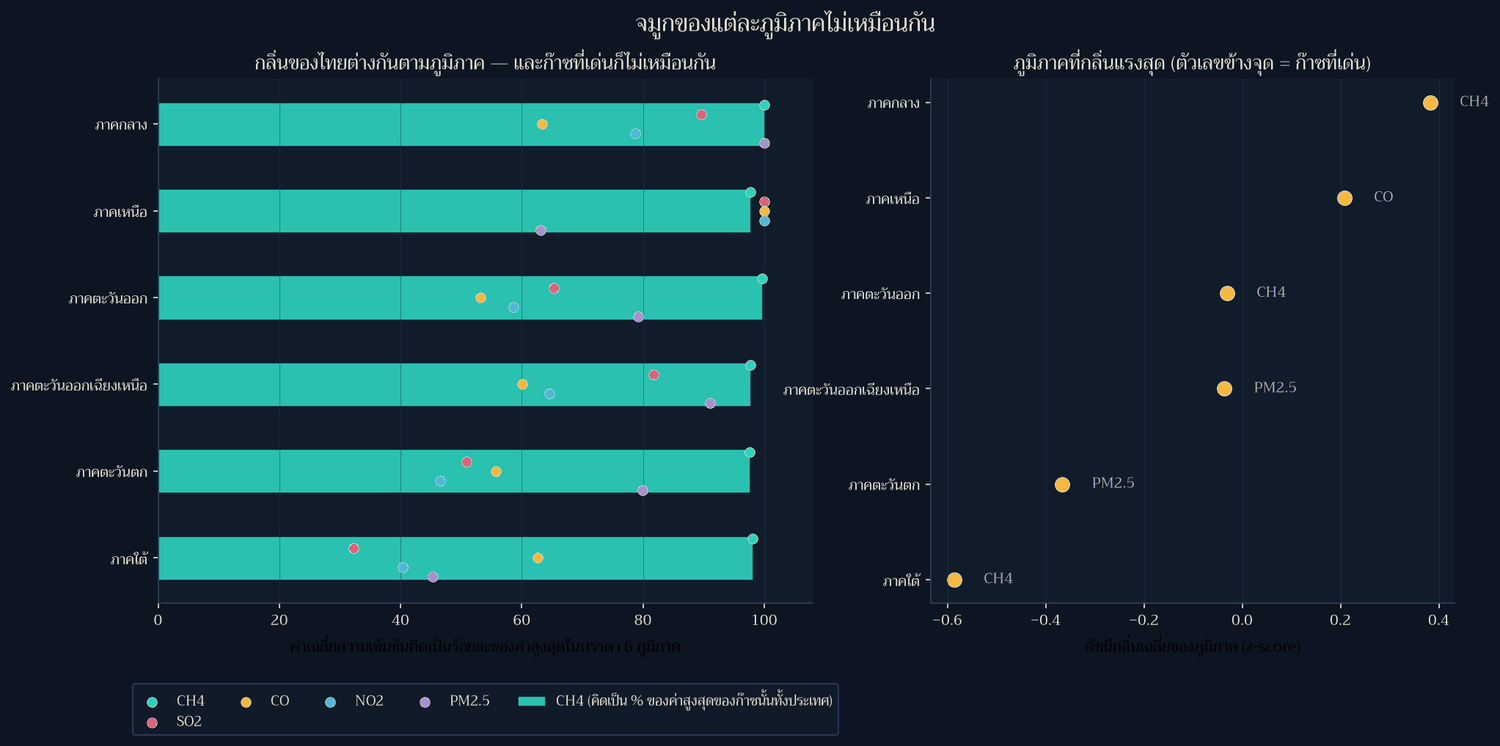 จมูกของแต่ละภูมิภาคไม่เหมือนกัน
กลิ่นของไทยต่างกันตามภูมิภาค — และก๊าซที่เด่นก็ไม่เหมือนกัน
ภาคกลาง
ภาคเหนือ
ภาคตะวันออก
ภาคตะวันออกเฉียงเหนือ
ภาคตะวันตก
ภาคใต้
0 20 40 60 80 100
ค่าเฉลี่ยความเข้มข้นคิดเป็นร้อยละของค่าสูงสุดในบรรดา 6 ภูมิภาค
CH4 CO NO2 PM2.5 CH4 (คิดเป็น % ของค่าสูงสุดของก๊าซนั้นทั้งประเทศ)
SO2
ภูมิภาคที่กลิ่นแรงสุด (ตัวเลขข้างจุด = ก๊าซที่เด่น)
ภาคกลาง CH4
ภาคเหนือ CO
ภาคตะวันออก CH4
ภาคตะวันออกเฉียงเหนือ PM2.5
ภาคตะวันตก PM2.5
ภาคใต้ CH4
−0.6 −0.4 −0.2 0.0 0.2 0.4
ดัชนีกลิ่นเฉลี่ยของภูมิภาค (z-score)